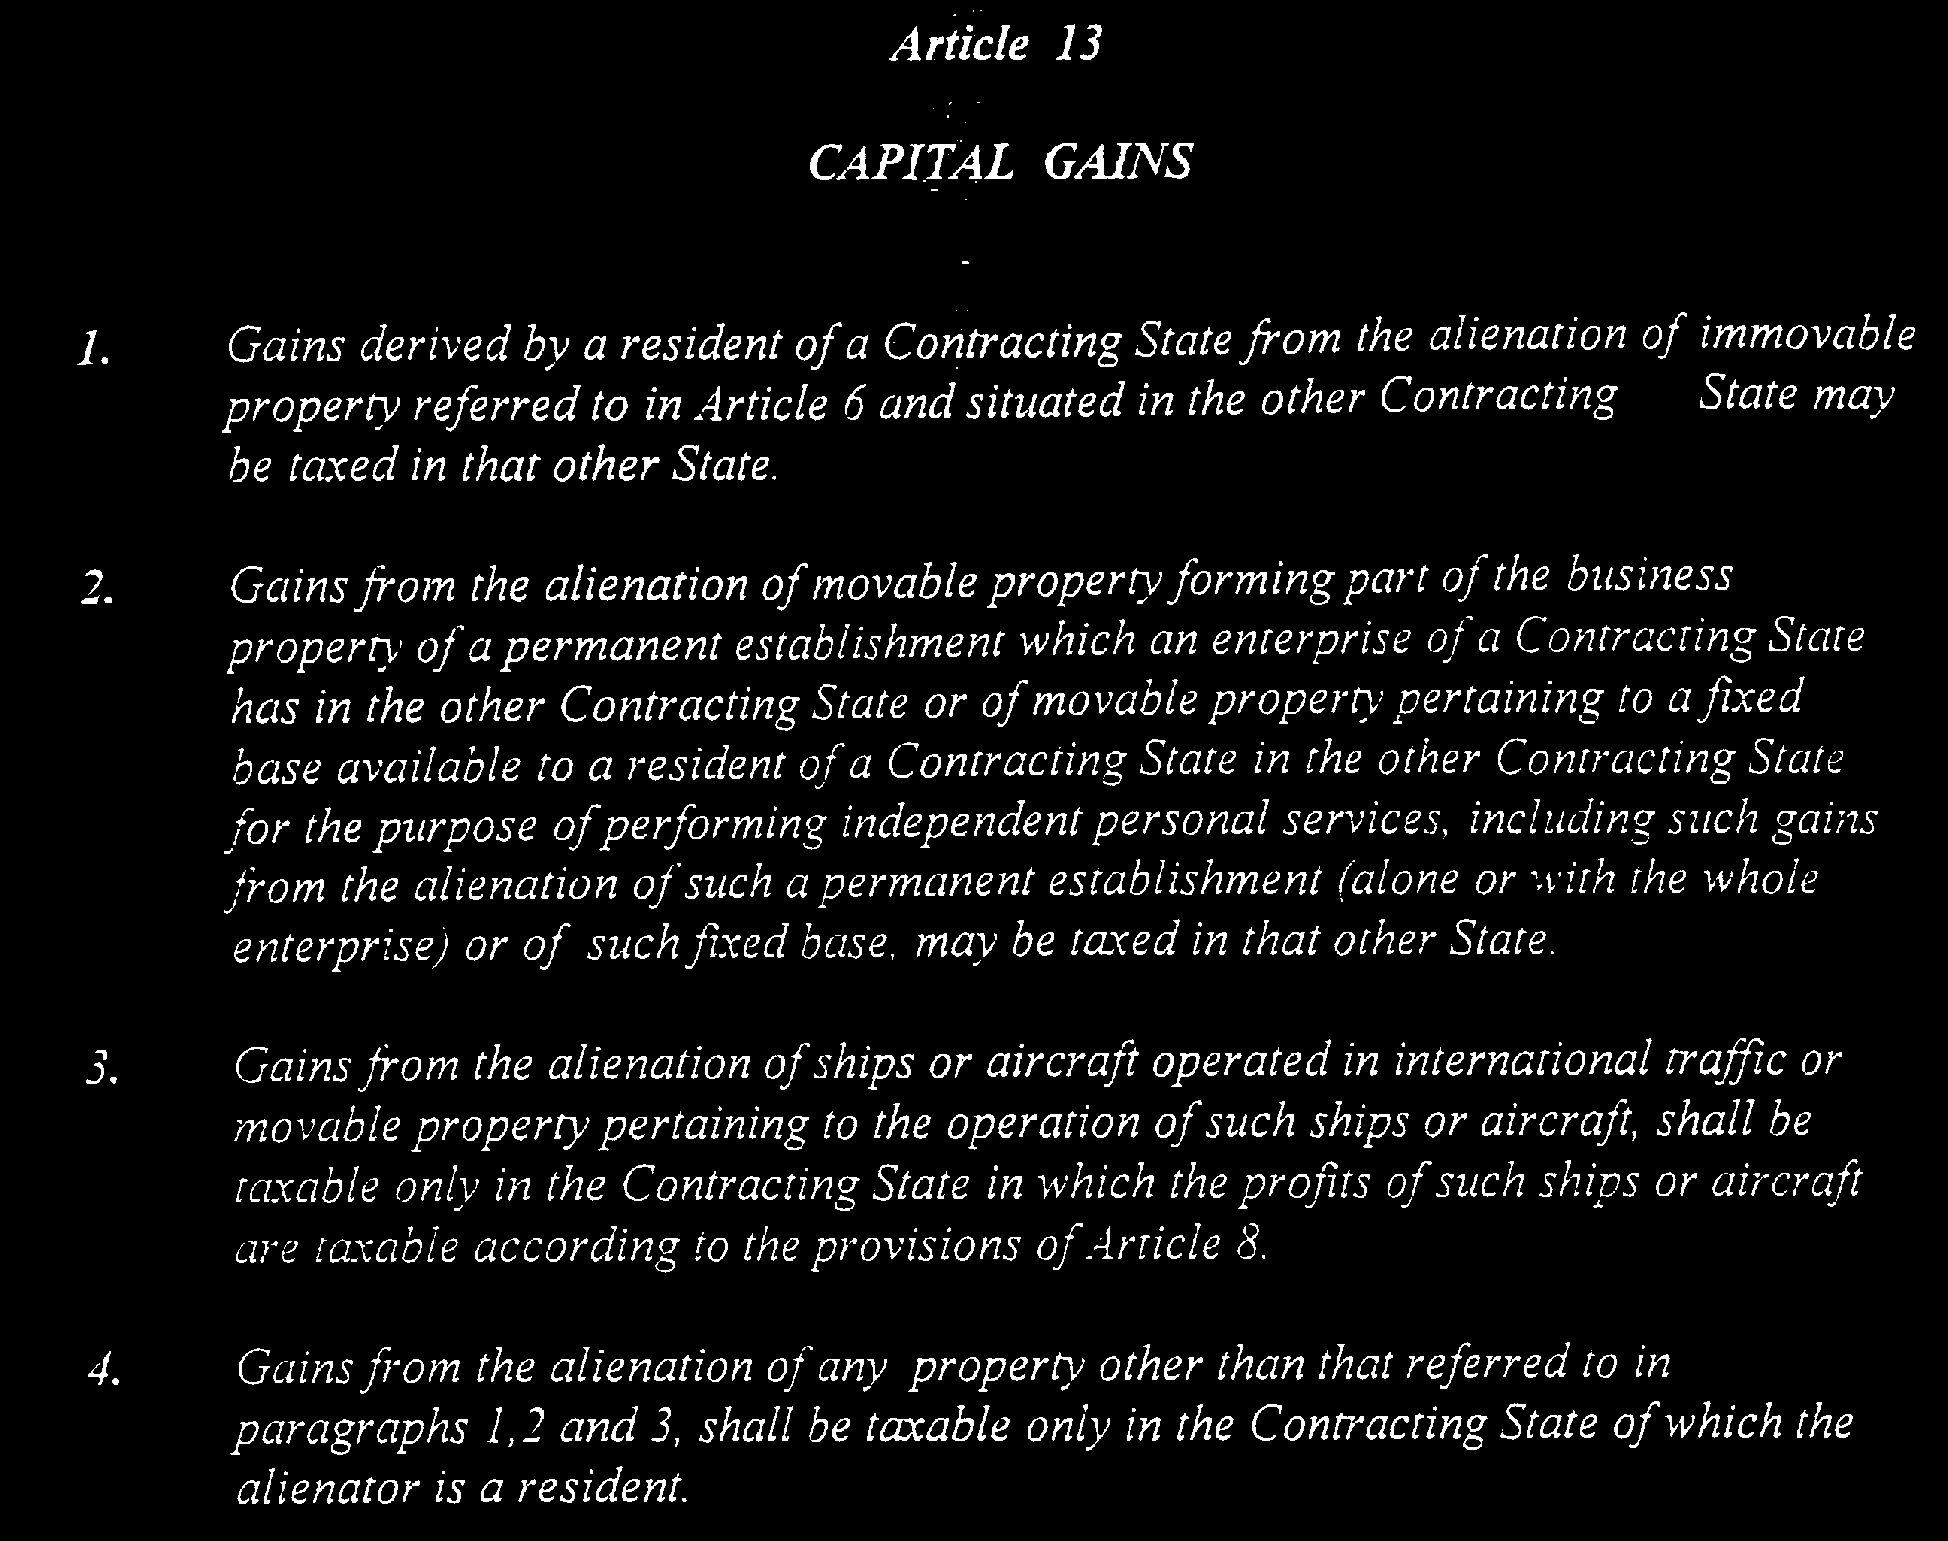 Article 13
CAPITAL GAINS
1. Gains derived by a resident of a Contracting State from the alienation of immovable
property referred to in Article 6 and situated in the other Contracting State may
be taxed in that other State.
2. Gains from the alienation of movable property forming part of the business
property of a permanent establishment which an enterprise of a Contracting State
has in the other Contracting State or of movable property pertaining to a fixed
base available to a resident of a Contracting State in the other Contracting State
for the purpose of performing independent personal services, including such gains
from the alienation of such a permanent establishment (alone or with the whole
enterprise) or of such fixed base, may be taxed in that other State.
3. Gains from the alienation of ships or aircraft operated in international traffic or
movable property pertaining to the operation of such ships or aircraft, shall be
taxable only in the Contracting State in which the profits of such ships or aircraft
are taxable according to the provisions of Article 8.
4. Gains from the alienation of any property other than that referred to in
paragraphs 1,2 and 3, shall be taxable only in the Contracting State of which the
alienator is a resident.